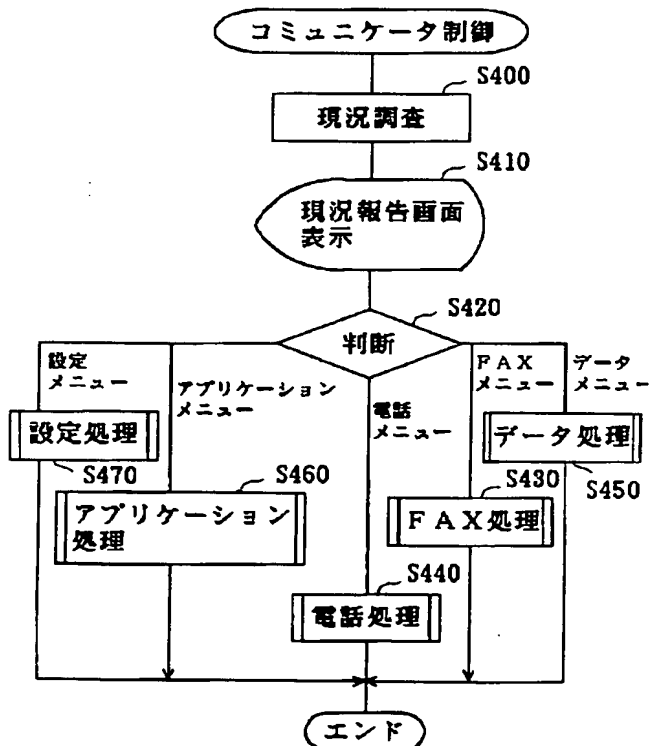 コミュニケータ制御
S400
現況調査
S410
現況報告画面
表示
S420
判断
設定
メニュー
アプリケーション
メニュー
電話
メニュー
FAX
メニュー
データ
メニュー
設定処理
S470
データ処理
S450
アプリケーション
処理
S460
FAX処理
S430
電話処理
S440
エンド